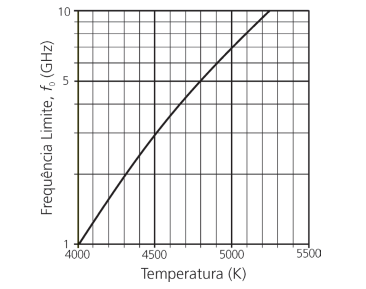 10
5
1
Frequência Limite, f₀ (GHz)
4000 4500 5000 5500
Temperatura (K)